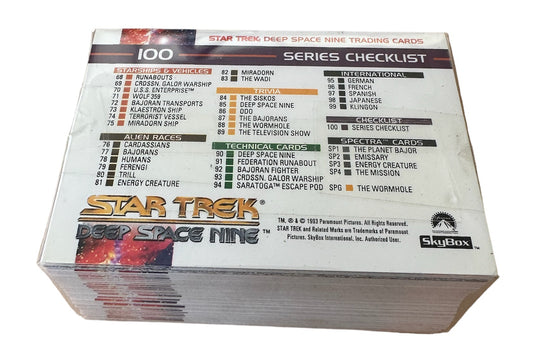 STAR TREK: DEEP SPACE NINE TRADING CARDS
100 SERIES CHECKLIST
STARSHIPS & VEHICLES
68 RUNABOUTS
69 CRDSSN. GALOR WARSHIP
70 U.S.S. ENTERPRISE™
71 WOLF 359
72 BAJORAN TRANSPORTS
73 KLAESTRON SHIP
74 TERRORIST VESSEL
75 MIRADORN SHIP
ALIEN RACES
76 CARDASSIANS
77 BAJORANS
78 HUMANS
79 FERENGI
80 TRILL
81 ENERGY CREATURE
82 MIRADORN
83 THE WADI
TRIVIA
84 THE SISKOS
85 DEEP SPACE NINE
86 ODO
87 THE BAJORANS
88 THE WORMHOLE
89 THE TELEVISION SHOW
TECHNICAL CARDS
90 DEEP SPACE NINE
91 FEDERATION RUNABOUT
92 BAJORAN FIGHTER
93 CRDSSN. GALOR WARSHIP
94 SARATOGA™ ESCAPE POD
INTERNATIONAL
95 GERMAN
96 FRENCH
97 SPANISH
98 JAPANESE
99 KLINGON
CHECKLIST
100 SERIES CHECKLIST
SPECTRA™ CARDS
SP1 THE PLANET BAJOR
SP2 EMISSARY
SP3 ENERGY CREATURE
SP4 THE MISSION
SPG THE WORMHOLE
STAR TREK®
DEEP SPACE NINE™
TM, ® & © 1993 Paramount Pictures. All Rights Reserved.
STAR TREK and Related Marks are Trademarks of Paramount
Pictures. SkyBox International, Inc. Authorized User.
SkyBox™